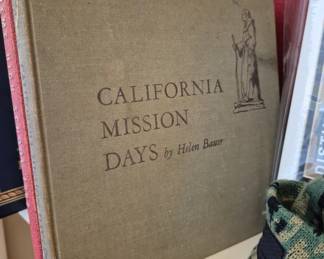 CALIFORNIA
MISSION
DAYS by Helen Bauer